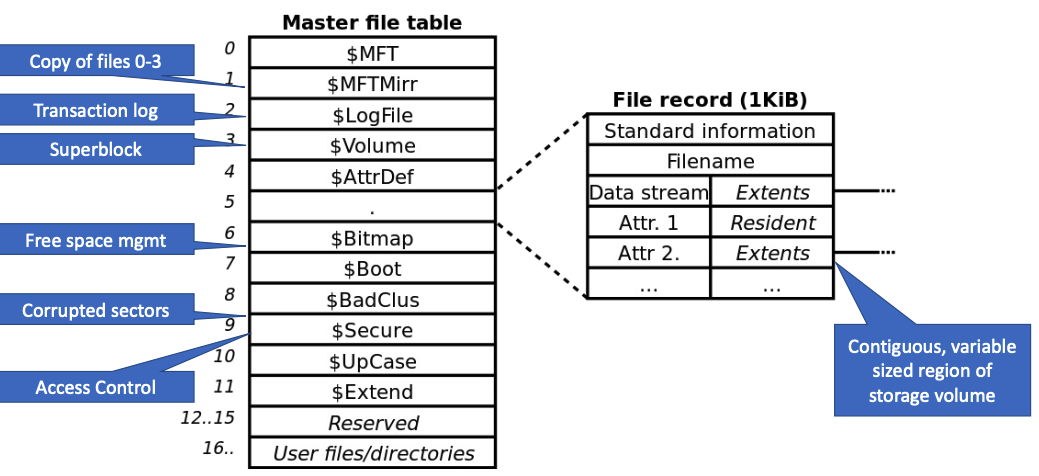 Master file table
0 $MFT
Copy of files 0-3
1 $MFTMirr
Transaction log
2 $LogFile
Superblock
3 $Volume
4 $AttrDef
5 .
Free space mgmt
6 $Bitmap
7 $Boot
8 $BadClus
Corrupted sectors
9 $Secure
10 $UpCase
Access Control
11 $Extend
12..15 Reserved
16.. User files/directories
File record (1KiB)
Standard information
Filename
Data stream Extents
Attr. 1 Resident
Attr 2. Extents
... ...
Contiguous, variable
sized region of
storage volume